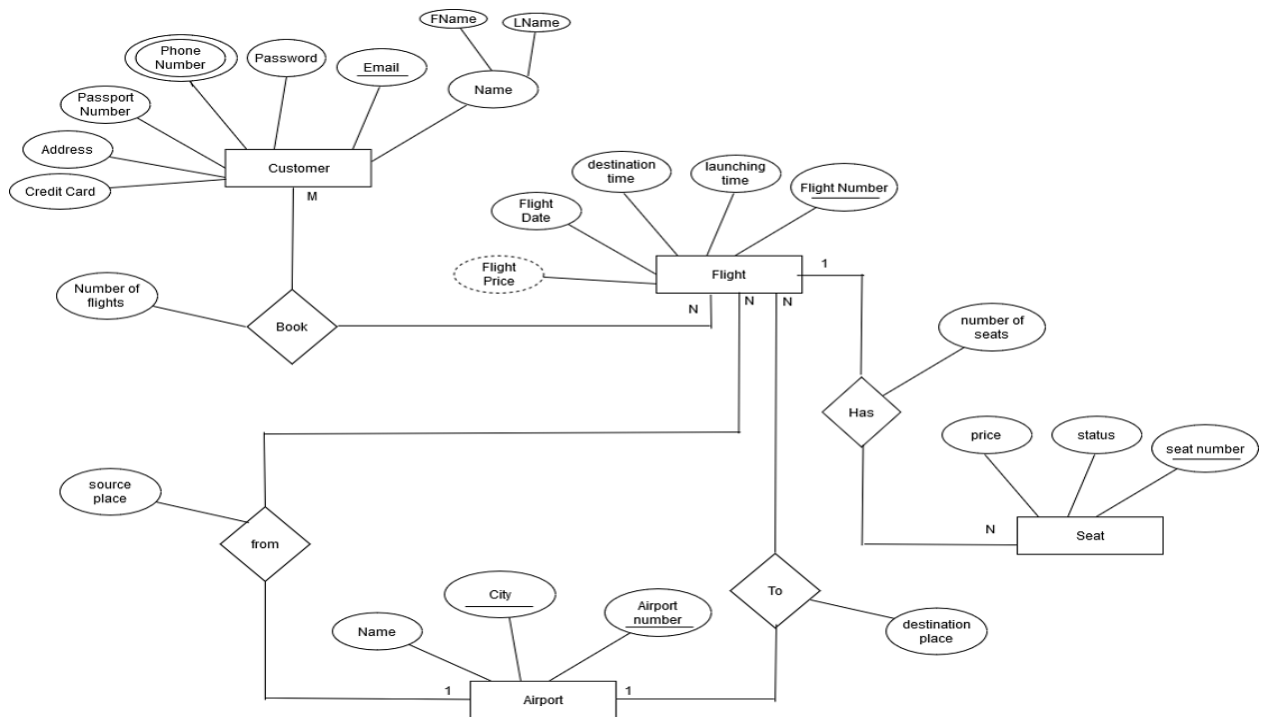 FName
LName
Phone
Number
Password
Email
Name
Passport
Number
Address
Credit Card
Customer
M
destination
time
launching
time
Flight Number
Flight
Date
Flight
Price
Flight
1
N
N
N
Number of
flights
Book
number of
seats
Has
price
status
seat number
N
Seat
source
place
from
To
City
Airport
number
Name
destination
place
1
Airport
1